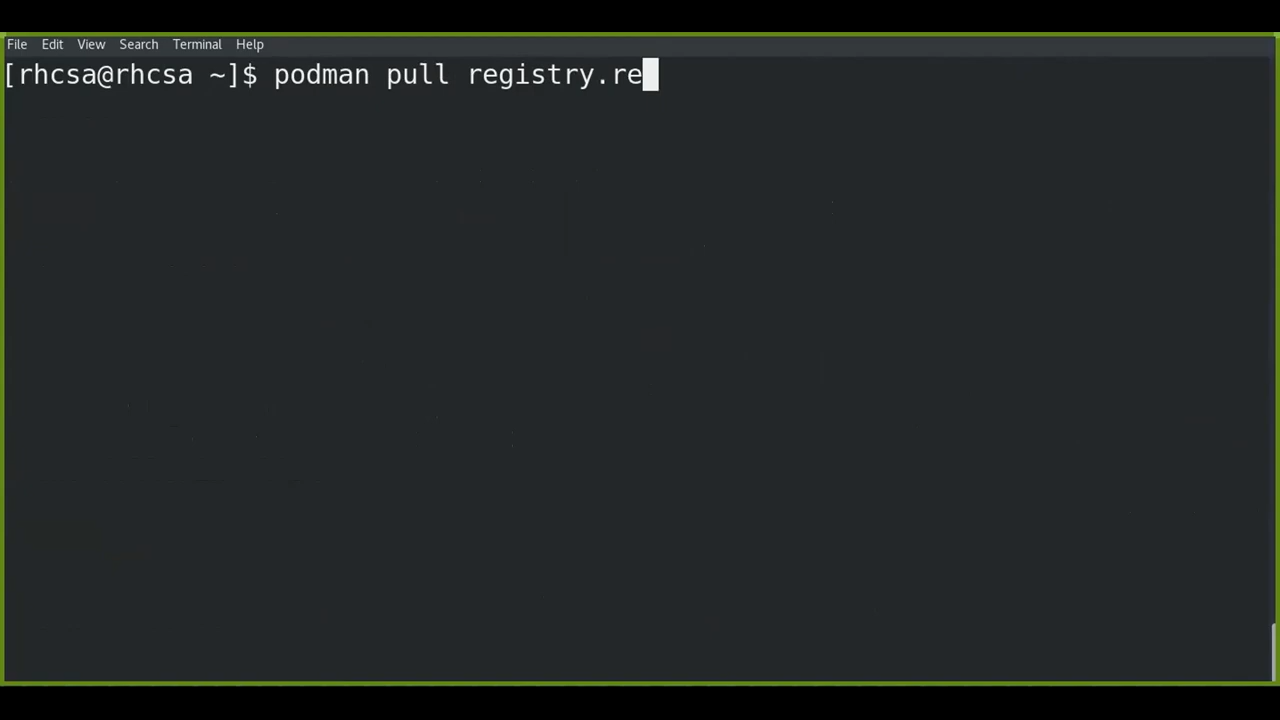 File Edit View Search Terminal Help
[rhcsa@rhcsa ~]$ podman pull registry.re